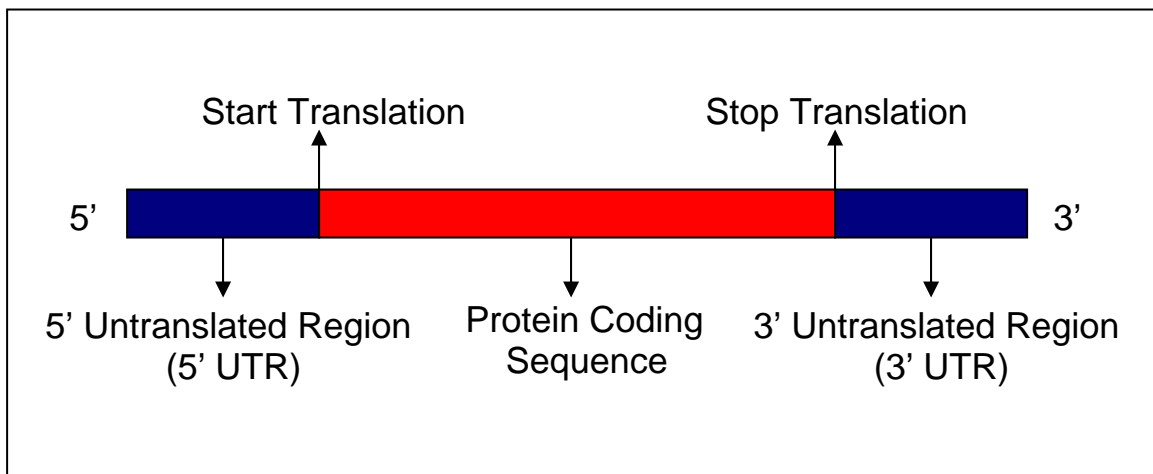 Start Translation
Stop Translation
5’
3’
5’ Untranslated Region
(5’ UTR)
Protein Coding
Sequence
3’ Untranslated Region
(3’ UTR)